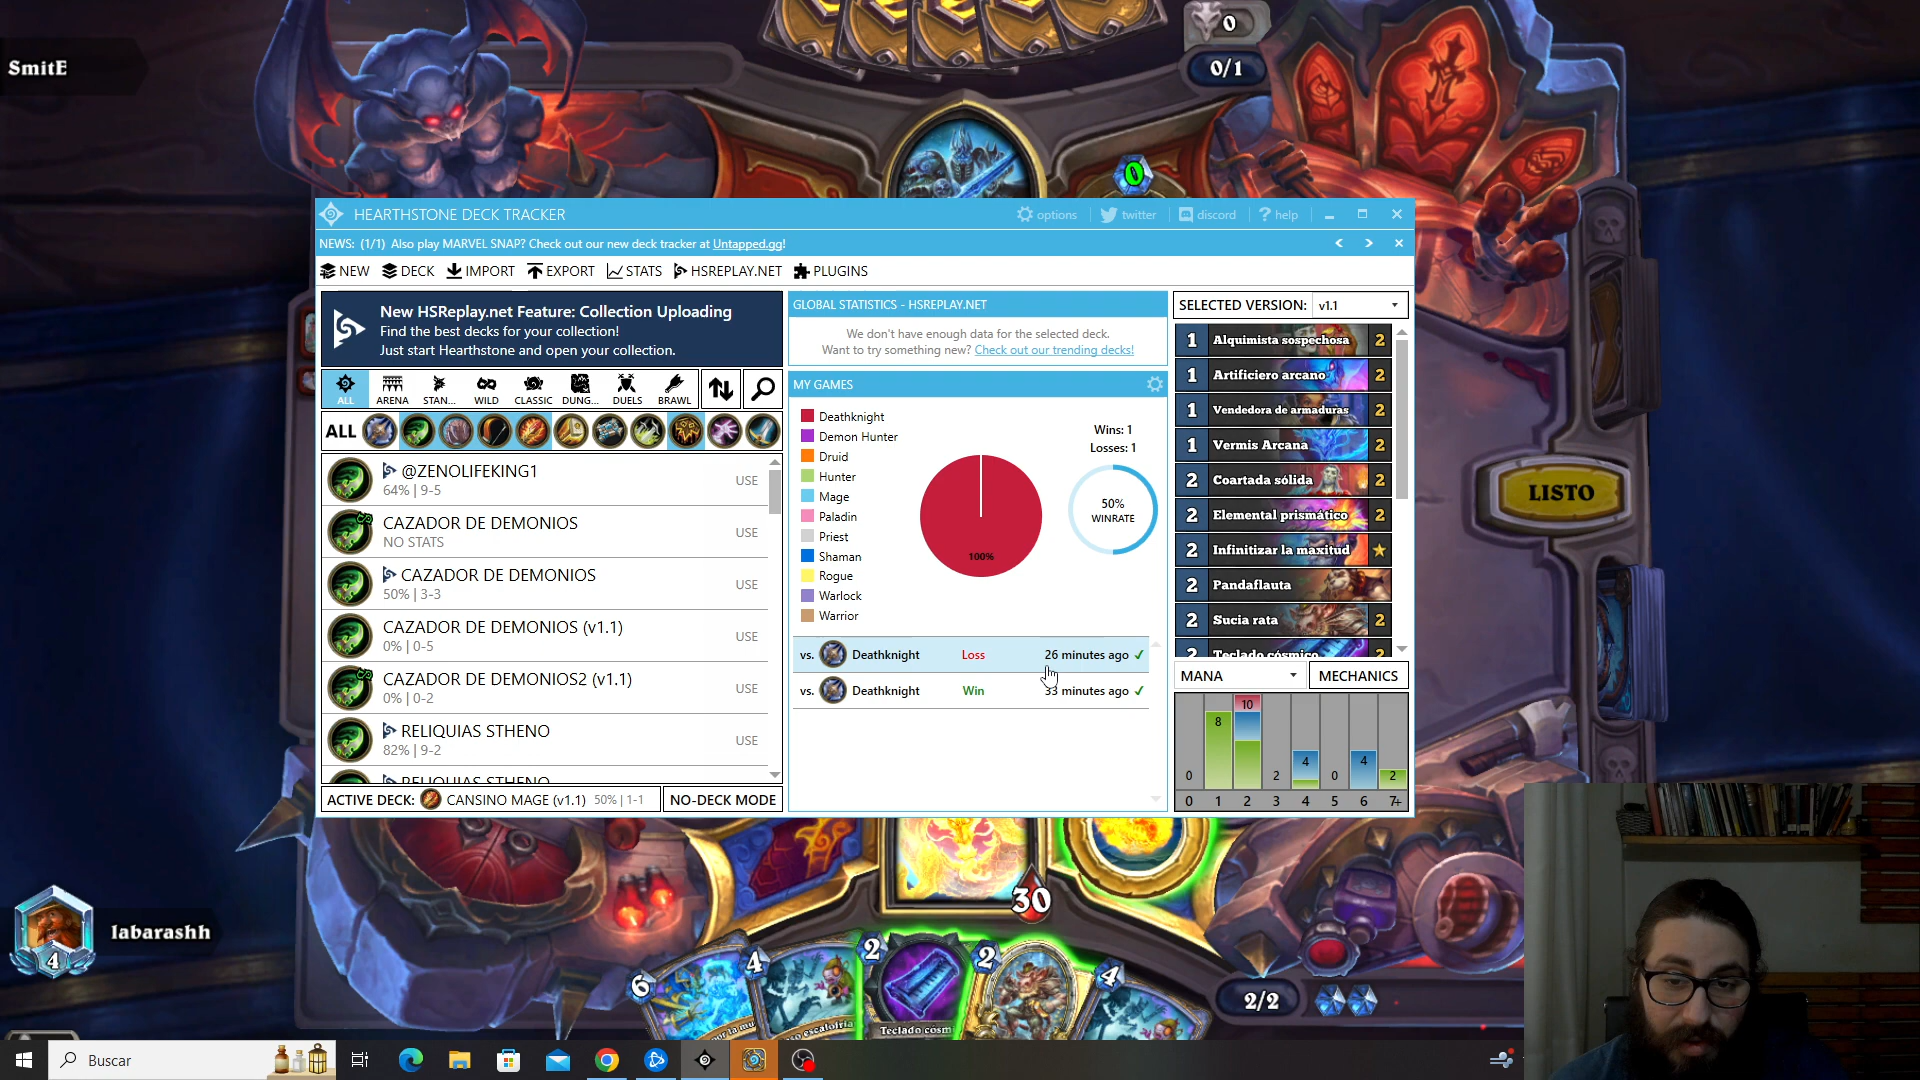 SmitE
0
0/1
0
HEARTHSTONE DECK TRACKER
options
twitter
discord
? help
NEWS: (1/1) Also play MARVEL SNAP? Check out our new deck tracker at Untapped.gg!
NEW
DECK
IMPORT
EXPORT
STATS
HSREPLAY.NET
PLUGINS
New HSReplay.net Feature: Collection Uploading
Find the best decks for your collection!
Just start Hearthstone and open your collection.
ALL
ARENA
STAN...
WILD
CLASSIC
DUNG...
DUELS
BRAWL
ALL
@ZENOLIFEKING1
64% | 9-5
USE
CAZADOR DE DEMONIOS
NO STATS
USE
CAZADOR DE DEMONIOS
50% | 3-3
USE
CAZADOR DE DEMONIOS (v1.1)
0% | 0-5
USE
CAZADOR DE DEMONIOS2 (v1.1)
0% | 0-2
USE
RELIQUIAS STHENO
82% | 9-2
USE
RELIQUIAS STHENO
ACTIVE DECK: CANSINO MAGE (v1.1) 50% | 1-1
NO-DECK MODE
GLOBAL STATISTICS - HSREPLAY.NET
We don't have enough data for the selected deck.
Want to try something new? Check out our trending decks!
MY GAMES
Deathknight
Demon Hunter
Druid
Hunter
Mage
Paladin
Priest
Shaman
Rogue
Warlock
Warrior
100%
Wins: 1
Losses: 1
50%
WINRATE
vs. Deathknight Loss 26 minutes ago
vs. Deathknight Win 33 minutes ago
SELECTED VERSION: v1.1
1 Alquimista sospechosa 2
1 Artificiero arcano 2
1 Vendedora de armaduras 2
1 Vermis Arcana 2
2 Coartada sólida 2
2 Elemental prismático 2
2 Infinitizar la maxitud
2 Pandaflauta
2 Sucia rata 2
2 Teclado cósmico 2
MANA
MECHANICS
0 8 10 2 4 0 4 2
0 1 2 3 4 5 6 7+
LISTO
30
labarashh
4
6
4
2
2
4
Teclado cósm
2/2
Buscar